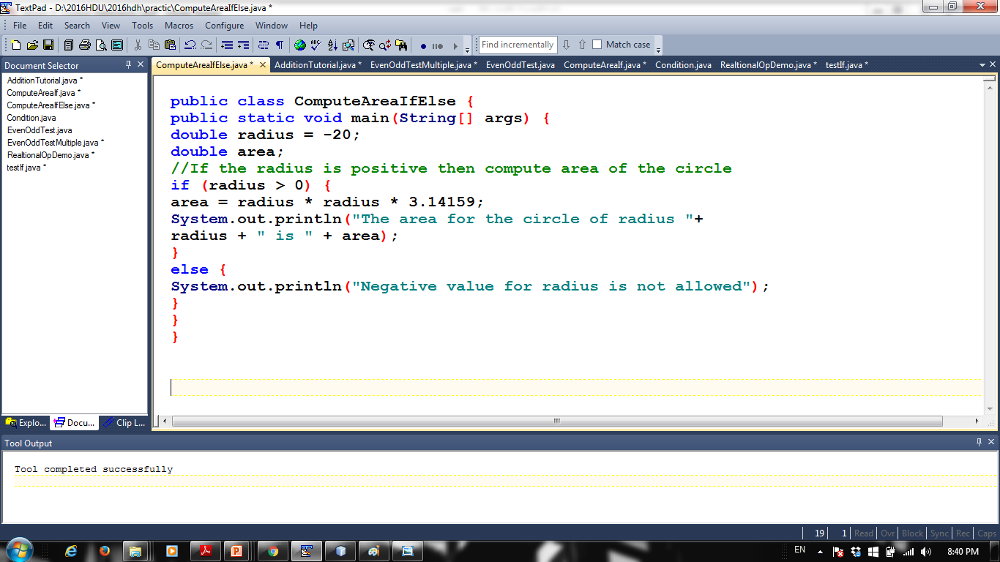 TextPad - D:\2016HDU\2016hdh\practic\ComputeAreaIfElse.java *
File Edit Search View Tools Macros Configure Window Help
Find incrementally Match case
Document Selector
ComputeAreaIfElse.java * AdditionTutorial.java * EvenOddTestMultiple.java * EvenOddTest.java ComputeAreaIf.java * Condition.java RealtionalOpDemo.java * testIf.java *
AdditionTutorial.java *
ComputeAreaIf.java *
ComputeAreaIfElse.java *
Condition.java
EvenOddTest.java
EvenOddTestMultiple.java *
RealtionalOpDemo.java *
testIf.java *
public class ComputeAreaIfElse {
public static void main(String[] args) {
double radius = -20;
double area;
//If the radius is positive then compute area of the circle
if (radius > 0) {
area = radius * radius * 3.14159;
System.out.println("The area for the circle of radius "+
radius + " is " + area);
}
else {
System.out.println("Negative value for radius is not allowed");
}
}
}
Explo... Docu... Clip L...
Tool Output
Tool completed successfully
19 1 Read Ovr Block Sync Rec Caps
EN 8:40 PM